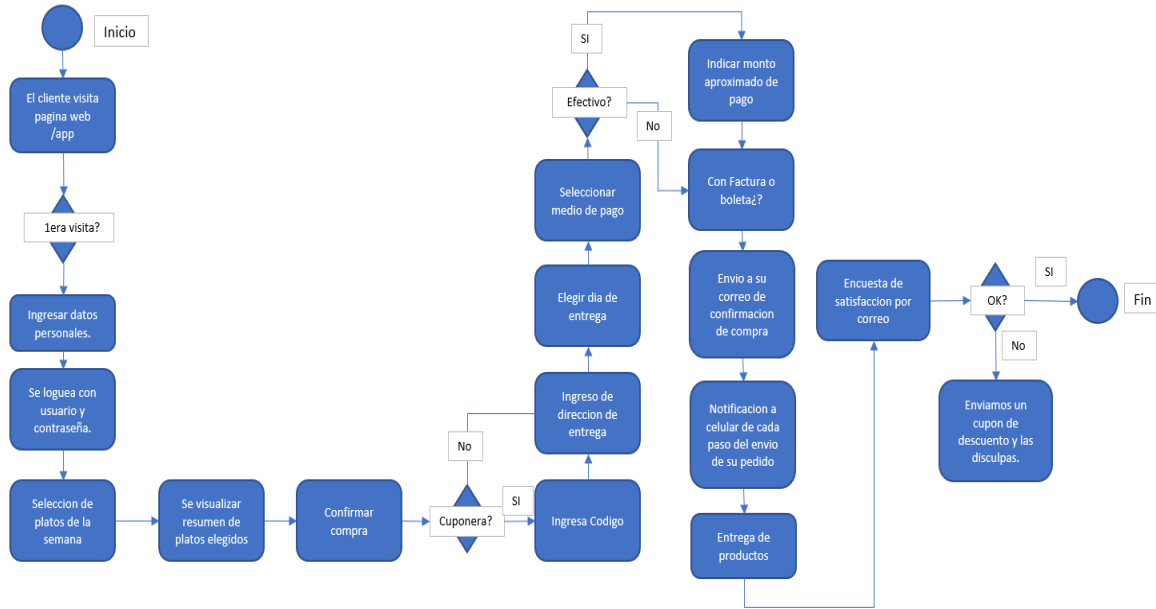 Inicio
El cliente visita
pagina web
/app
1era visita?
Ingresar datos
personales.
Se loguea con
usuario y
contraseña.
Seleccion de
platos de la
semana
Se visualizar
resumen de
platos elegidos
Confirmar
compra
Cuponera?
No
SI
Ingresa Codigo
Ingreso de
direccion de
entrega
Elegir dia de
entrega
Seleccionar
medio de pago
Efectivo?
SI
No
Indicar monto
aproximado de
pago
Con Factura o
boleta¿?
Envio a su
correo de
confirmacion
de compra
Notificacion a
celular de cada
paso del envio
de su pedido
Entrega de
productos
Encuesta de
satisfaccion por
correo
OK?
SI
Fin
No
Enviamos un
cupon de
descuento y las
disculpas.